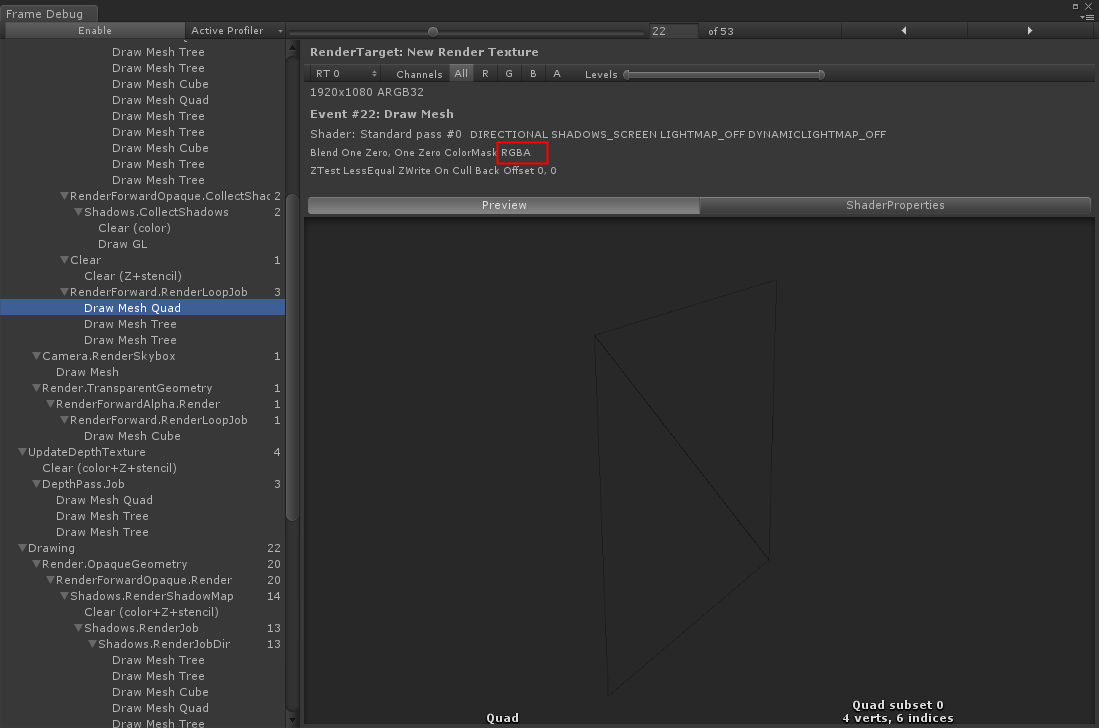 Frame Debug
Enable
Active Profiler
22
of 53
Draw Mesh Tree
Draw Mesh Tree
Draw Mesh Cube
Draw Mesh Quad
Draw Mesh Tree
Draw Mesh Tree
Draw Mesh Cube
Draw Mesh Tree
Draw Mesh Tree
RenderForwardOpaque.CollectShac 2
Shadows.CollectShadows 2
Clear (color)
Draw GL
Clear 1
Clear (Z+stencil)
RenderForward.RenderLoopJob 3
Draw Mesh Quad
Draw Mesh Tree
Draw Mesh Tree
Camera.RenderSkybox 1
Draw Mesh
Render.TransparentGeometry 1
RenderForwardAlpha.Render 1
RenderForward.RenderLoopJob 1
Draw Mesh Cube
UpdateDepthTexture 4
Clear (color+Z+stencil)
DepthPass.Job 3
Draw Mesh Quad
Draw Mesh Tree
Draw Mesh Tree
Drawing 22
Render.OpaqueGeometry 20
RenderForwardOpaque.Render 20
Shadows.RenderShadowMap 14
Clear (color+Z+stencil)
Shadows.RenderJob 13
Shadows.RenderJobDir 13
Draw Mesh Tree
Draw Mesh Tree
Draw Mesh Cube
Draw Mesh Quad
Draw Mesh Tree
RenderTarget: New Render Texture
RT 0 Channels All R G B A Levels
1920x1080 ARGB32
Event #22: Draw Mesh
Shader: Standard pass #0 DIRECTIONAL SHADOWS_SCREEN LIGHTMAP_OFF DYNAMICLIGHTMAP_OFF
Blend One Zero, One Zero ColorMask RGBA
ZTest LessEqual ZWrite On Cull Back Offset 0, 0
Preview
ShaderProperties
Quad
Quad subset 0
4 verts, 6 indices